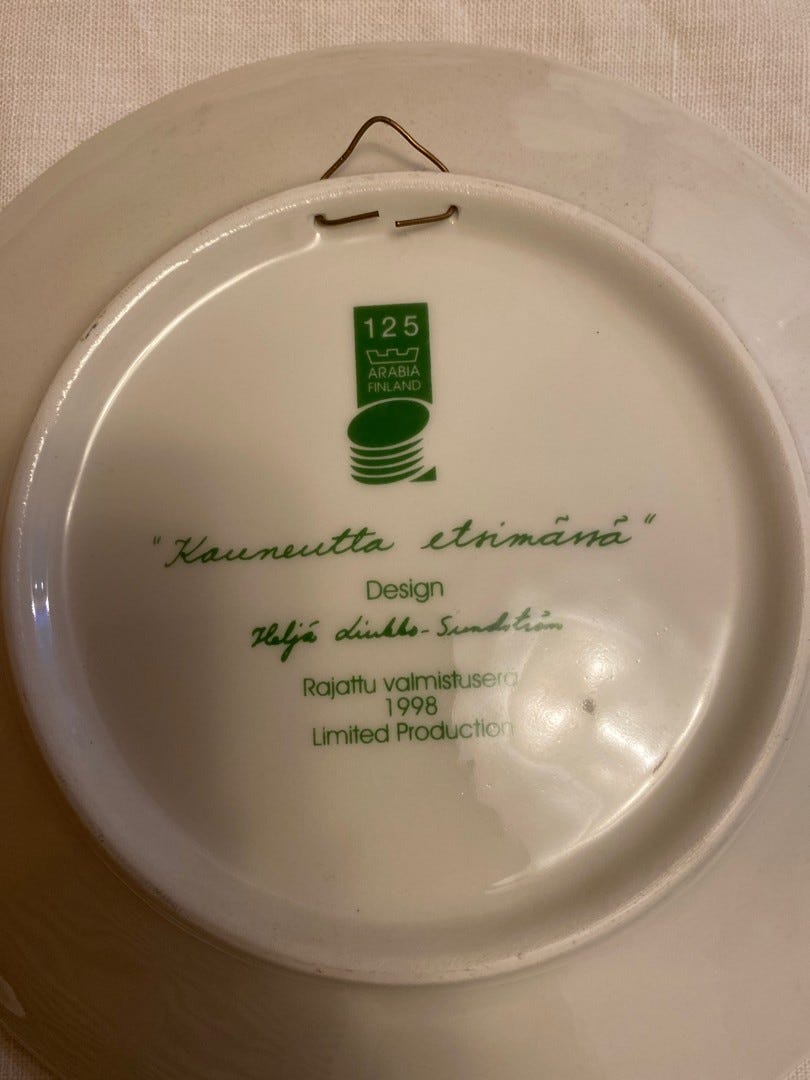 125
ARABIA
FINLAND
"Kauneutta etsimässä"
Design
Heljä Liukko-Sundström
Rajattu valmistuserä
1998
Limited Production